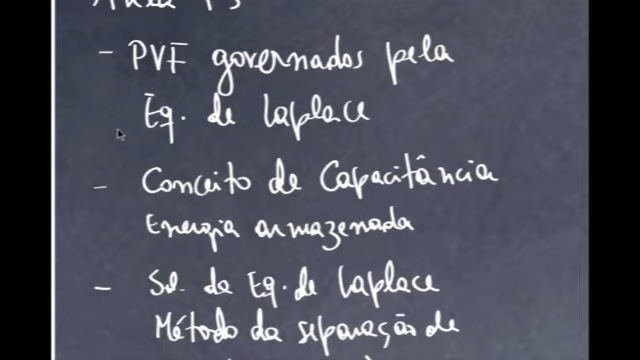 - PVF governados pela
Eq. de Laplace
- Conceito de Capacitância
Energia armazenada
- Sol. da Eq. de Laplace
Método da separação de